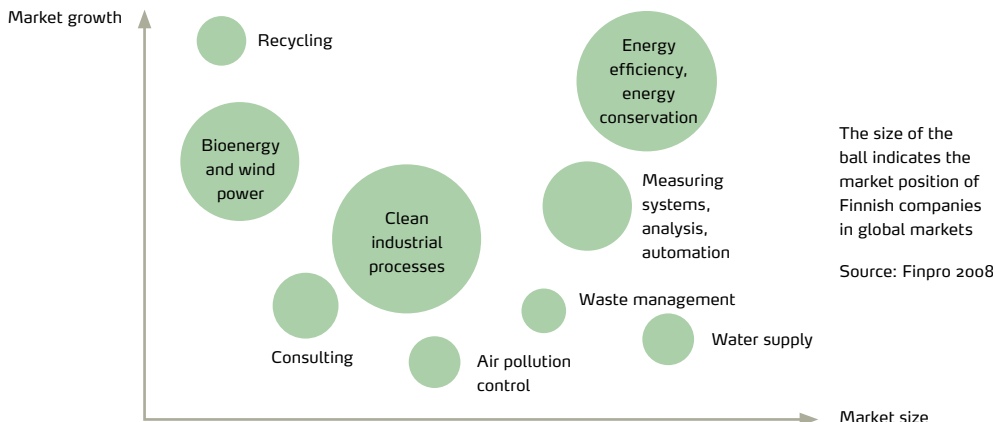 Market growth
Recycling
Energy
efficiency,
energy
conservation
Bioenergy
and wind
power
The size of the
ball indicates the
market position of
Finnish companies
in global markets
Measuring
systems,
analysis,
automation
Clean
industrial
processes
Source: Finpro 2008
Waste management
Water supply
Consulting
Air pollution
control
Market size